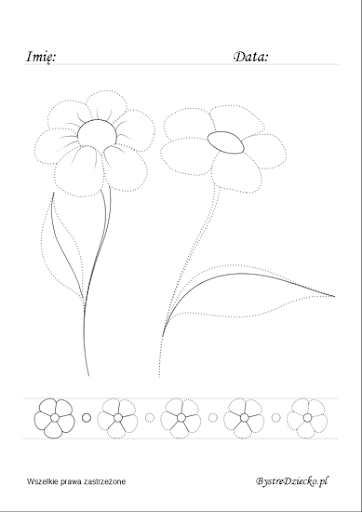 Imię: Data:
Wszelkie prawa zastrzeżone BystreDziecko.pl